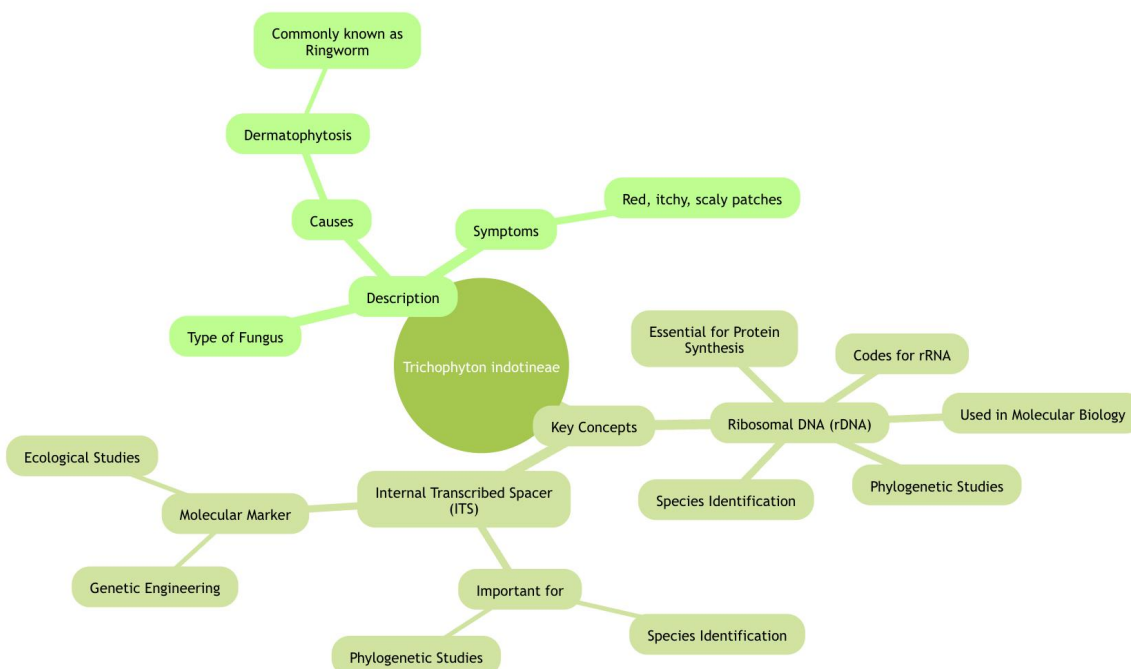 Commonly known as
Ringworm
Dermatophytosis
Red, itchy, scaly patches
Causes
Symptoms
Description
Type of Fungus
Trichophyton indotineae
Essential for Protein
Synthesis
Codes for rRNA
Used in Molecular Biology
Key Concepts
Ribosomal DNA (rDNA)
Ecological Studies
Internal Transcribed Spacer
(ITS)
Species Identification
Phylogenetic Studies
Molecular Marker
Genetic Engineering
Important for
Species Identification
Phylogenetic Studies